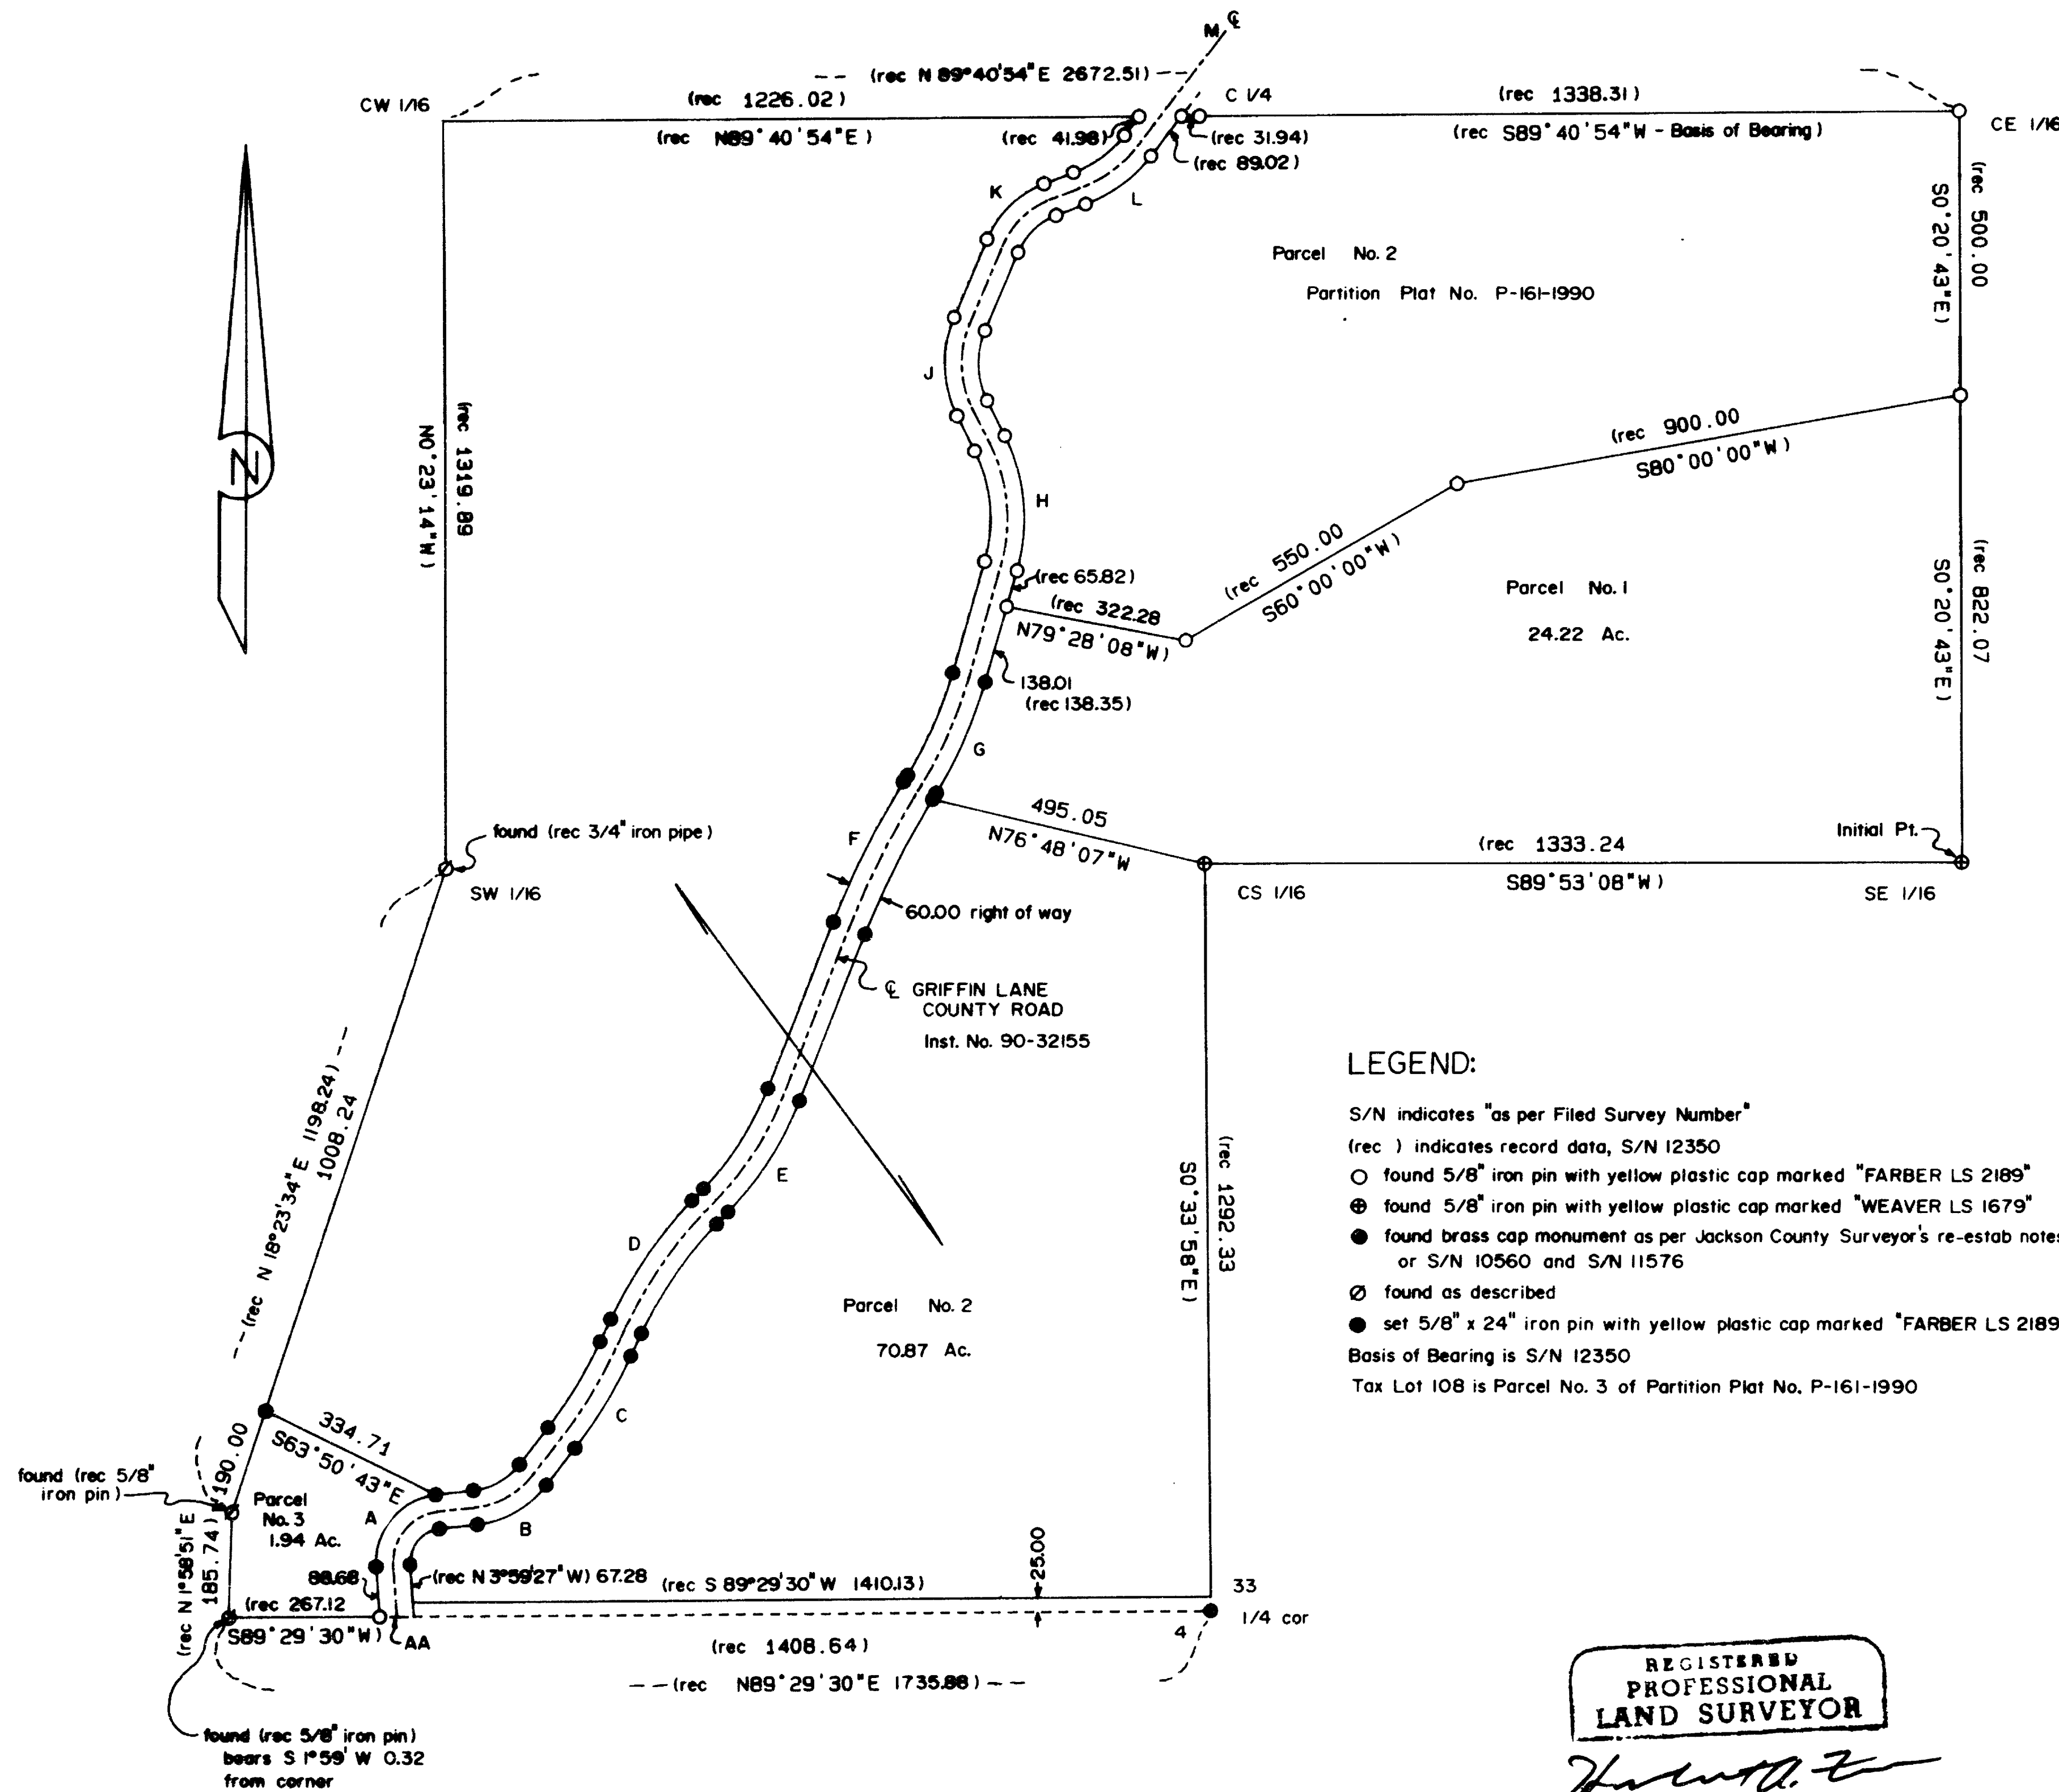 M ℄
(rec N 89°40'54"E 2672.51)
CW 1/16
(rec 1226.02)
C 1/4
(rec 1338.31)
(rec N89°40'54"E)
(rec 41.98)
(rec 31.94)
(rec S89°40'54"W - Basis of Bearing)
CE 1/16
(rec 89.02)
K
L
(rec 500.00
S0°20'43"E)
Parcel No. 2
Partition Plat No. P-161-1990
N
J
(rec 1319.89
N0°23'14"W)
(rec 900.00
S80°00'00"W)
H
(rec 550.00
S60°00'00"W)
(rec 65.82)
(rec 322.28
N79°28'08"W)
Parcel No. 1
24.22 Ac.
(rec 822.07
S0°20'43"E)
138.01
(rec 138.35)
G
495.05
N76°48'07"W
found (rec 3/4" iron pipe)
SW 1/16
F
Initial Pt.
(rec 1333.24
S89°53'08"W)
CS 1/16
SE 1/16
60.00 right of way
℄ GRIFFIN LANE
COUNTY ROAD
Inst. No. 90-32155
(rec N 18°23'34"E 1198.24)
1008.24
E
D
(rec 1292.33
S0°33'58"E)
LEGEND:
S/N indicates "as per Filed Survey Number"
(rec ) indicates record data, S/N 12350
found 5/8" iron pin with yellow plastic cap marked "FARBER LS 2189"
found 5/8" iron pin with yellow plastic cap marked "WEAVER LS 1679"
found brass cap monument as per Jackson County Surveyor's re-estab notes
or S/N 10560 and S/N 11576
found as described
set 5/8" x 24" iron pin with yellow plastic cap marked "FARBER LS 2189
Basis of Bearing is S/N 12350
Tax Lot 108 is Parcel No. 3 of Partition Plat No. P-161-1990
Parcel No. 2
70.87 Ac.
C
334.71
S63°50'43"E
190.00
found (rec 5/8"
iron pin)
Parcel
No. 3
1.94 Ac.
A
B
(rec N 1°58'51"E
185.74)
88.68
(rec N 3°59'27"W) 67.28
(rec S 89°29'30"W 1410.13)
25.00
33
1/4 cor
4
(rec 267.12
S89°29'30"W)
AA
(rec 1408.64)
(rec N89°29'30"E 1735.88)
found (rec 5/8" iron pin)
bears S 1°59' W 0.32
from corner
REGISTERED
PROFESSIONAL
LAND SURVEYOR